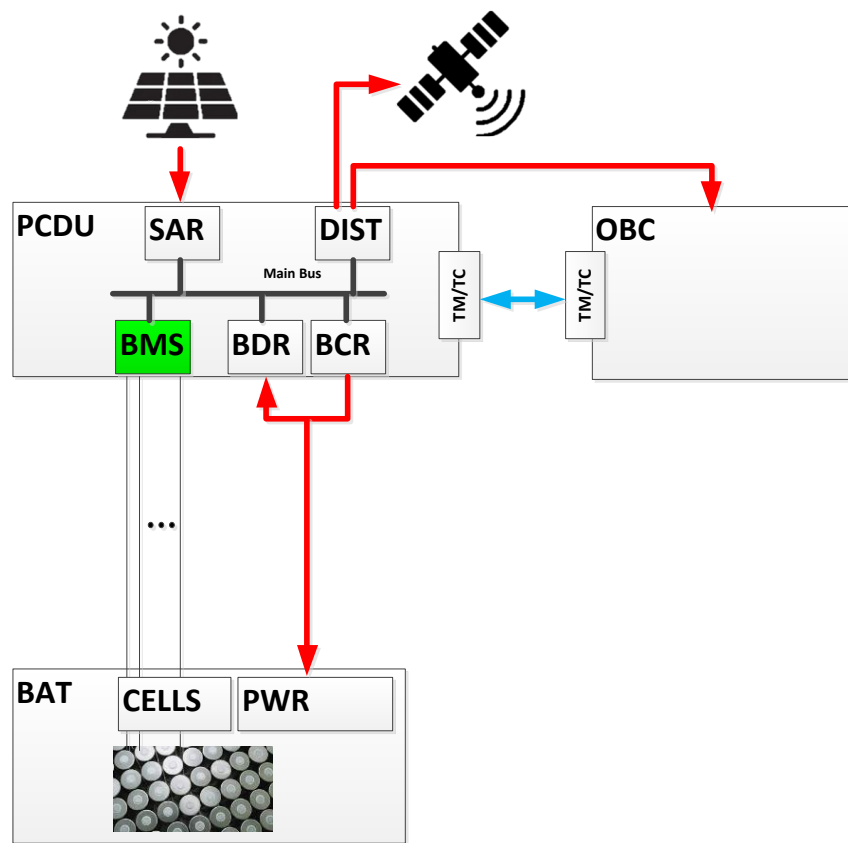 PCDU
SAR
DIST
OBC
Main Bus
TM/TC
TM/TC
BMS
BDR
BCR
...
BAT
CELLS
PWR